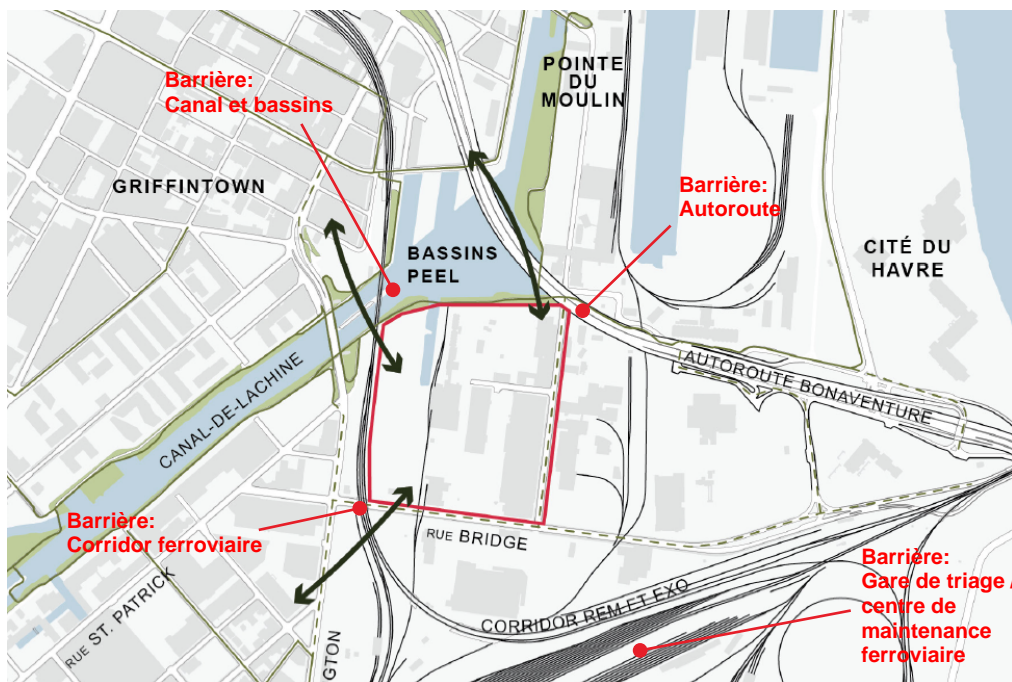 POINTE
DU
MOULIN
Barrière:
Canal et bassins
GRIFFINTOWN
Barrière:
Autoroute
BASSINS
PEEL
CITÉ DU
HAVRE
CANAL-DE-LACHINE
AUTOROUTE BONAVENTURE
Barrière:
Corridor ferroviaire
RUE BRIDGE
RUE ST. PATRICK
CORRIDOR REM ET EXO
Barrière:
Gare de triage /
centre de
maintenance
ferroviaire
GTON